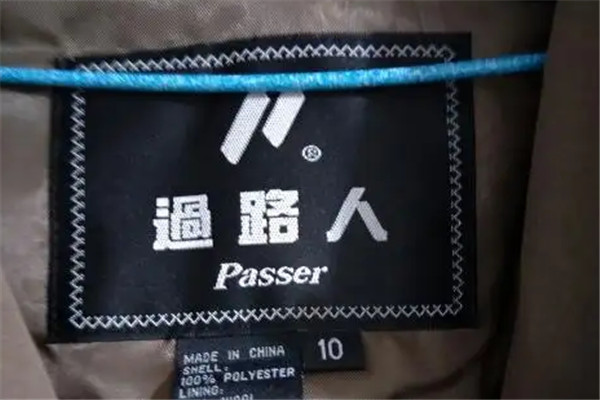 ®
過路人
Passer
MADE IN CHINA
10
SHELL:
100% POLYESTER
LINING: